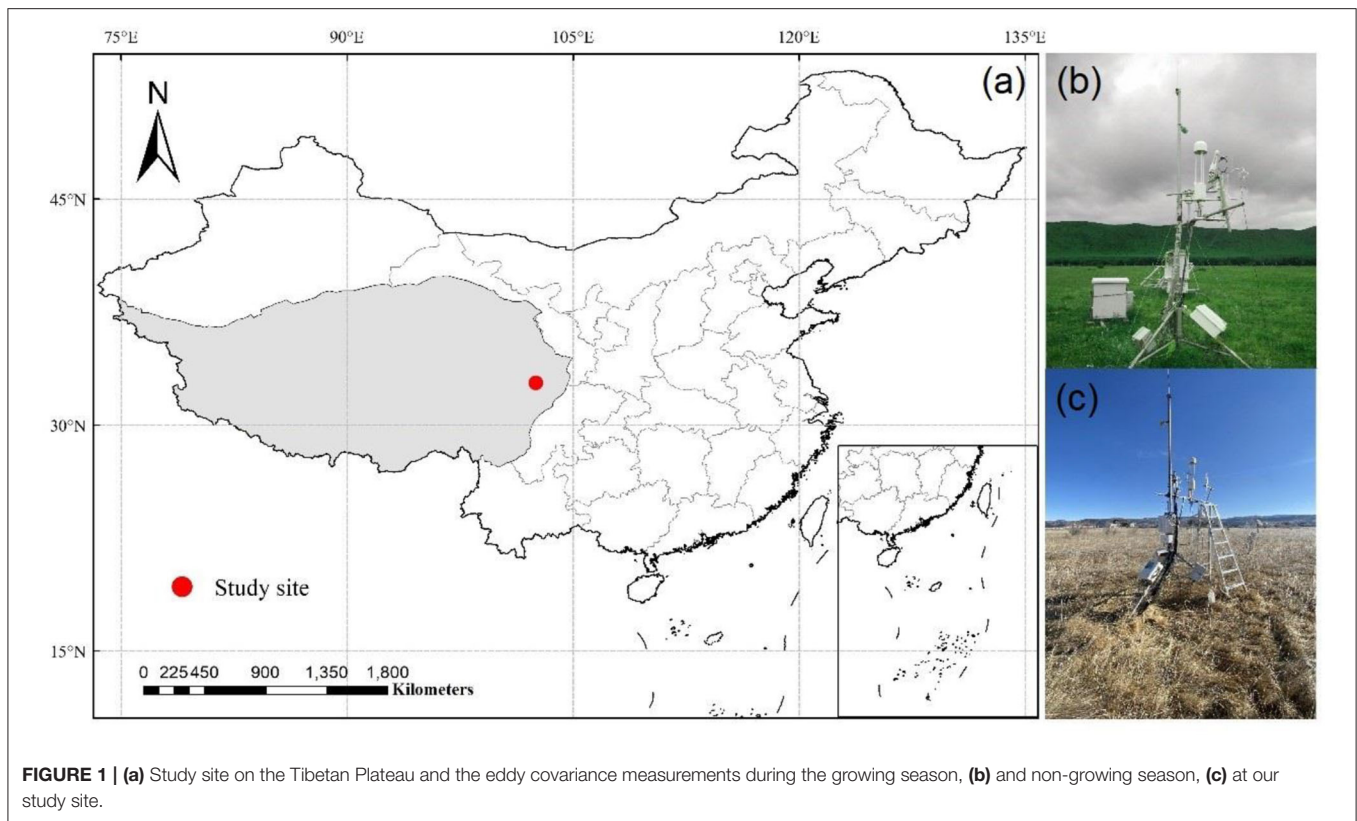 75°E 90°E 105°E 120°E 135°E
N
(a)
(b)
45°N
(c)
30°N
Study site
15°N
0 225 450 900 1,350 1,800
Kilometers
FIGURE 1 | (a) Study site on the Tibetan Plateau and the eddy covariance measurements during the growing season, (b) and non-growing season, (c) at our
study site.